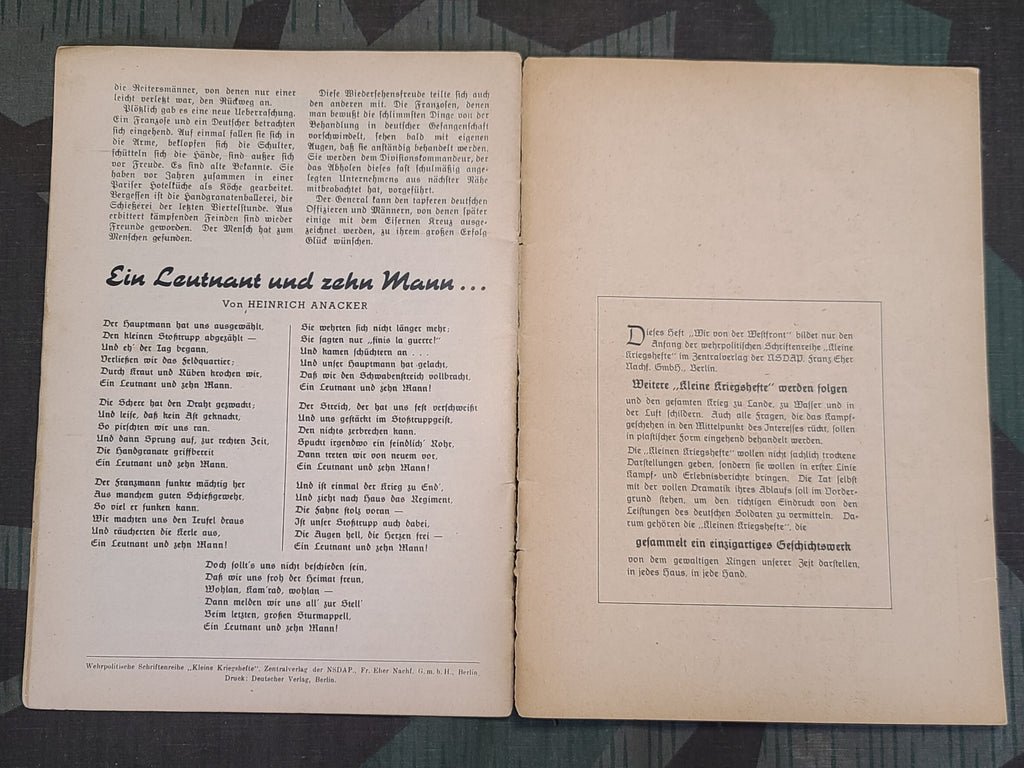 die Reitersmänner, von denen nur einer
leicht verletzt war, den Rückweg an.
Plötzlich gab es eine neue Ueberraschung.
Ein Franzose und ein Deutscher betrachten
sich eingehend. Auf einmal fallen sie sich in
die Arme, beklopfen sich die Schulter,
schütteln sich die Hände, sind außer sich
vor Freude. Es sind alte Bekannte. Sie
haben vor Jahren zusammen in einer
Pariser Hotelküche als Köche gearbeitet.
Vergessen ist die Handgranatenballerei, die
Schießerei der letzten Viertelstunde. Aus
erbittert kämpfenden Feinden sind wieder
Freunde geworden. Der Mensch hat zum
Menschen gefunden.
Diese Wiedersehensfreude teilte sich auch
den anderen mit. Die Franzosen, denen
man bewußt die schlimmsten Dinge von der
Behandlung in deutscher Gefangenschaft
vorschwindelt, sehen bald mit eigenen
Augen, daß sie anständig behandelt werden.
Sie werden dem Divisionskommandeur, der
das Abholen dieses fast schulmäßig ange-
legten Unternehmens aus nächster Nähe
mitbeobachtet hat, vorgeführt.
Der General kann den tapferen deutschen
Offizieren und Männern, von denen später
einige mit dem Eisernen Kreuz ausge-
zeichnet werden, zu ihrem großen Erfolg
Glück wünschen.
Ein Leutnant und zehn Mann...
Von HEINRICH ANACKER
Der Hauptmann hat uns ausgewählt,
Den kleinen Stoßtrupp abgezählt —
Und eh' der Tag begann,
Verließen wir das Feldquartier;
Durch Kraut und Rüben krochen wir,
Ein Leutnant und zehn Mann.
Die Schere hat den Draht gezwackt;
Und leise, daß kein Ast geknackt,
So pirschten wir uns ran.
Und dann Sprung auf, zur rechten Zeit,
Die Handgranate griffbereit
Ein Leutnant und zehn Mann.
Der Franzmann funkte mächtig her
Aus manchem guten Schießgewehr,
So viel er funken kann.
Wir machten uns den Teufel draus
Und räucherten die Kerle aus,
Ein Leutnant und zehn Mann!
Sie wehrten sich nicht länger mehr;
Sie sagten nur „finis la guerre!"
Und kamen schüchtern an . . .
Und unser Hauptmann hat gelacht,
Daß wir den Schwabenstreich vollbracht,
Ein Leutnant und zehn Mann!
Der Streich, der hat uns fest verschweißt
Und uns gestärkt im Stoßtruppgeist,
Den nichts zerbrechen kann.
Spuckt irgendwo ein feindlich' Rohr,
Dann treten wir von neuem vor,
Ein Leutnant und zehn Mann!
Und ist einmal der Krieg zu End',
Und zieht nach Haus das Regiment,
Die Fahne stolz voran —
Ist unser Stoßtrupp auch dabei,
Die Augen hell, die Herzen frei —
Ein Leutnant und zehn Mann!
Doch sollt's uns nicht beschieden sein,
Daß wir uns froh der Heimat freun,
Wohlan, Kam'rad, wohlan —
Dann melden wir uns all' zur Stell'
Beim letzten, großen Sturmappell,
Ein Leutnant und zehn Mann!
Wehrpolitische Schriftenreihe „Kleine Kriegshefte". Zentralverlag der NSDAP., Fr. Eher Nachf. G. m. b. H., Berlin
Druck: Deutscher Verlag, Berlin.
Dieses Heft „Wir von der Westfront" bildet nur den
Anfang der wehrpolitischen Schriftenreihe „Kleine
Kriegshefte" im Zentralverlag der NSDAP. Franz Eher
Nachf. GmbH., Berlin.
Weitere „Kleine Kriegshefte" werden folgen
und den gesamten Krieg zu Lande, zu Wasser und in
der Luft schildern. Auch alle Fragen, die das Kampf-
geschehen in den Mittelpunkt des Interesses rückt, sollen
in plastischer Form eingehend behandelt werden.
Die „Kleinen Kriegshefte" wollen nicht sachlich trockene
Darstellungen geben, sondern sie wollen in erster Linie
Kampf- und Erlebnisberichte bringen. Die Tat selbst
mit der vollen Dramatik ihres Ablaufs soll im Vorder-
grund stehen, um den richtigen Eindruck von den
Leistungen des deutschen Soldaten zu vermitteln. Da-
rum gehören die „Kleinen Kriegshefte", die
gesammelt ein einzigartiges Geschichtswerk
von dem gewaltigen Ringen unserer Zeit darstellen,
in jedes Haus, in jede Hand.